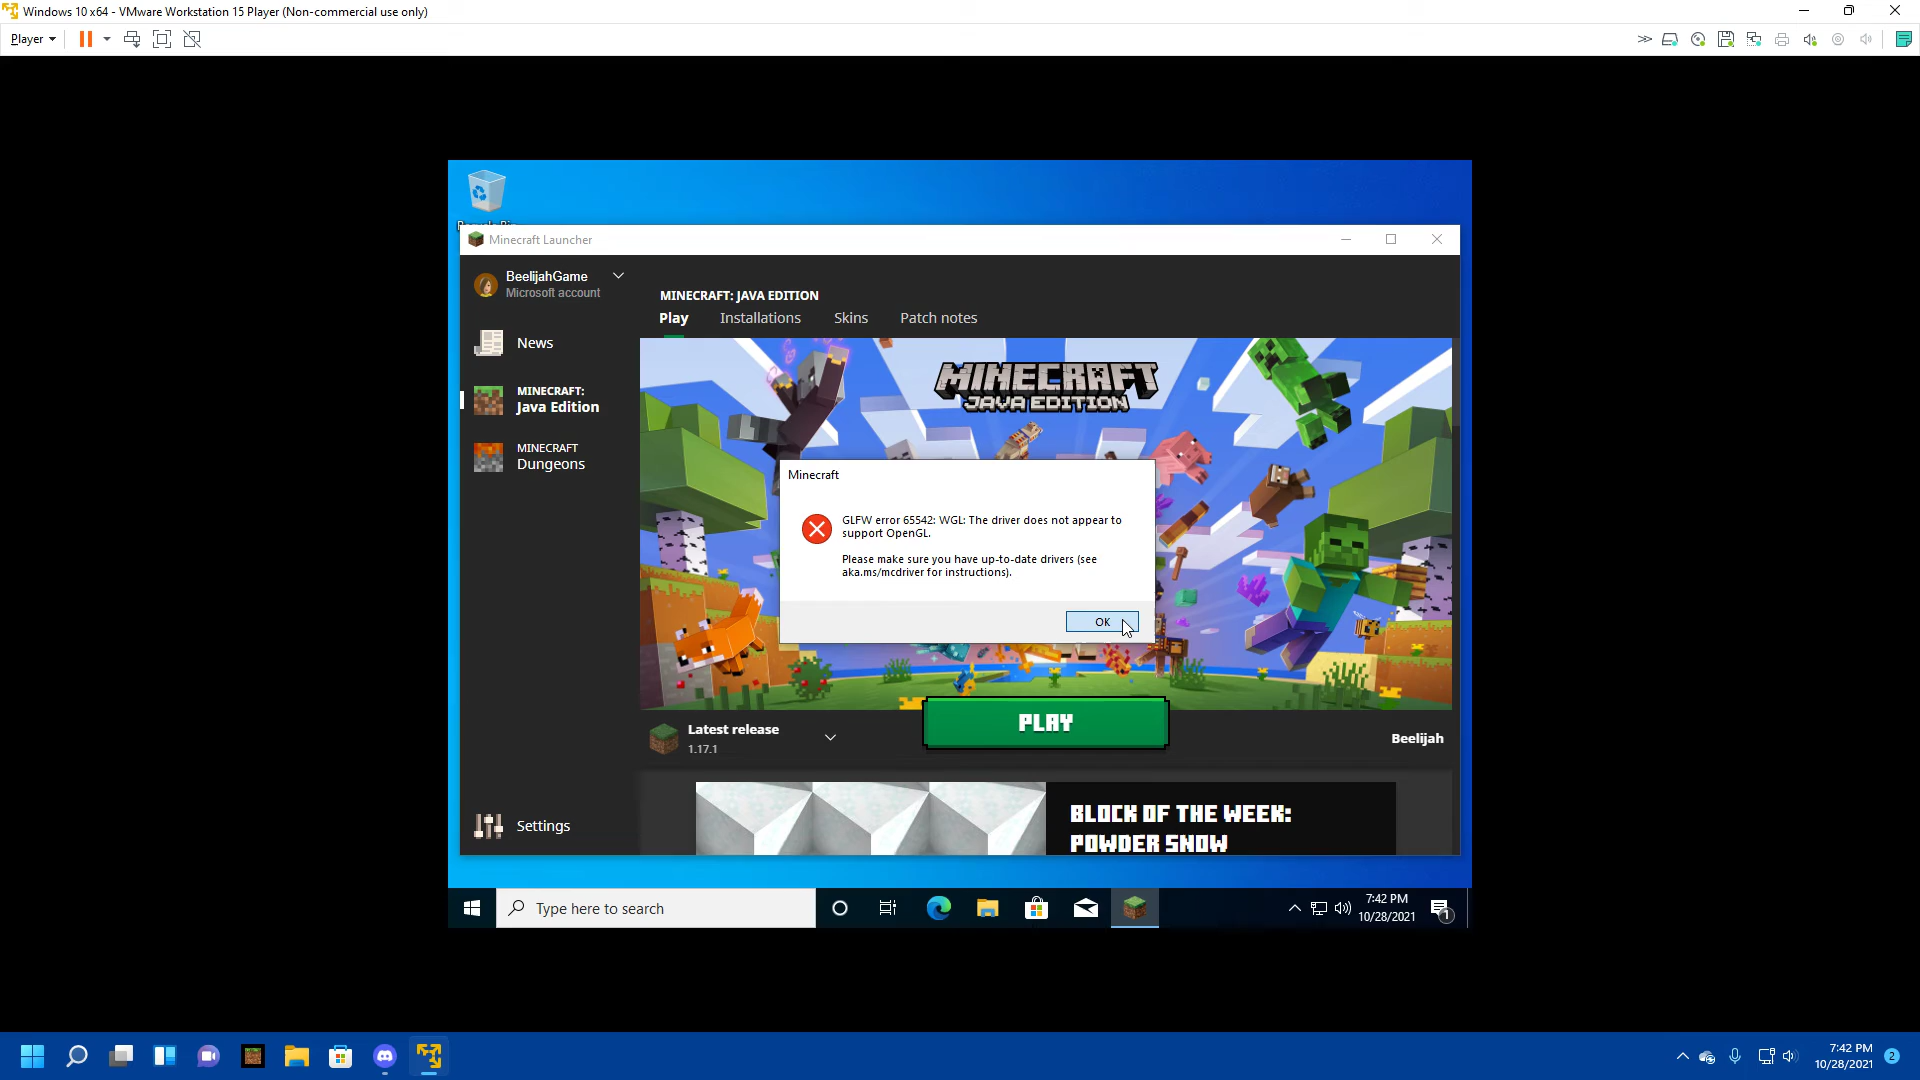 Windows 10 x64 - VMware Workstation 15 Player (Non-commercial use only)
Player
Minecraft Launcher
BeelijahGame
Microsoft account
News
MINECRAFT:
Java Edition
MINECRAFT
Dungeons
Settings
MINECRAFT: JAVA EDITION
Play Installations Skins Patch notes
MINECRAFT
JAVA EDITION
Minecraft
GLFW error 65542: WGL: The driver does not appear to
support OpenGL.
Please make sure you have up-to-date drivers (see
aka.ms/mcdriver for instructions).
OK
Latest release
1.17.1
PLAY
Beelijah
BLOCK OF THE WEEK:
POWDER SNOW
Type here to search
7:42 PM
10/28/2021
1
7:42 PM
10/28/2021
2